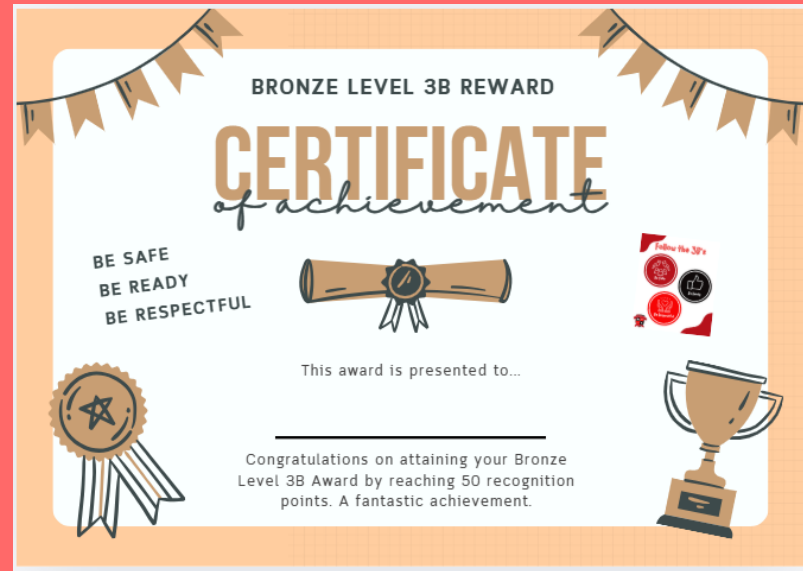 BRONZE LEVEL 3B REWARD
CERTIFICATE
of achievement
BE SAFE
BE READY
BE RESPECTFUL
Follow the 3B's
This award is presented to...
Congratulations on attaining your Bronze
Level 3B Award by reaching 50 recognition
points. A fantastic achievement.